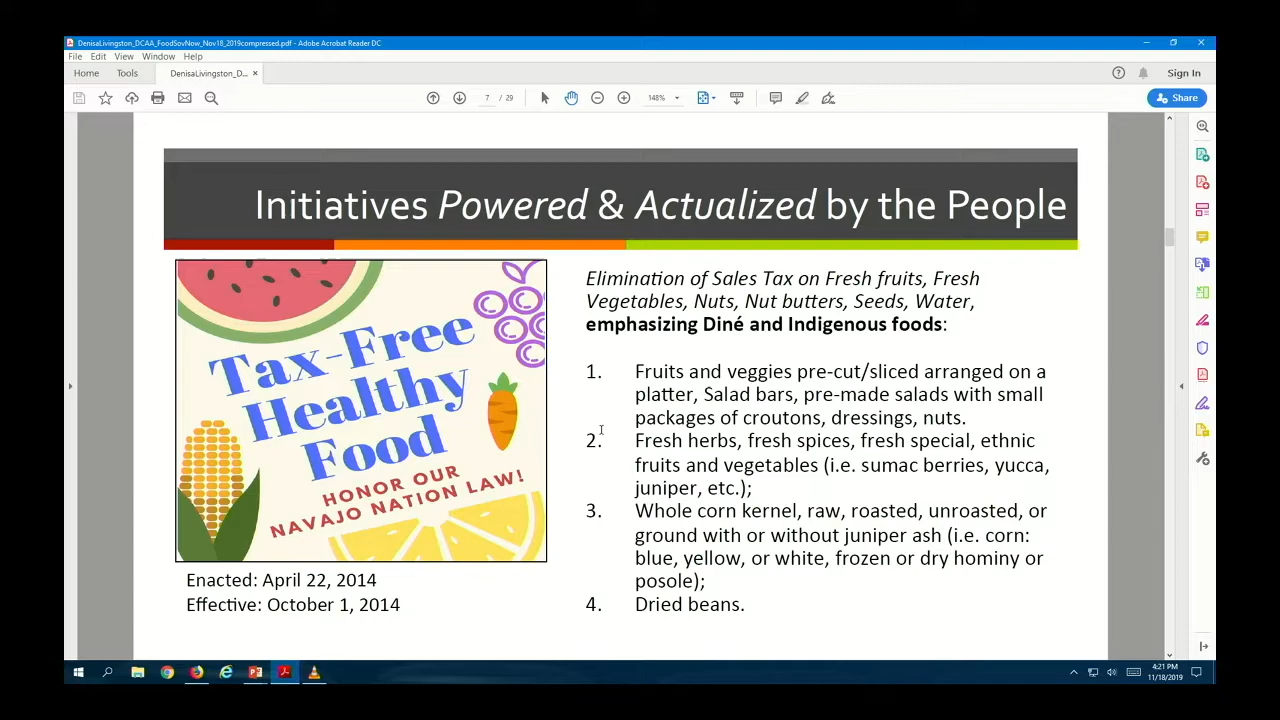 DenisaLivingston_DCAA_FoodSovNow_Nov18_2019compressed.pdf - Adobe Acrobat Reader DC
File Edit View Window Help
Home Tools DenisaLivingston_D... × Sign In
7 / 29 148% Share
Initiatives Powered & Actualized by the People
Tax-Free
Healthy
Food
HONOR OUR
NAVAJO NATION LAW!
Enacted: April 22, 2014
Effective: October 1, 2014
Elimination of Sales Tax on Fresh fruits, Fresh
Vegetables, Nuts, Nut butters, Seeds, Water,
emphasizing Diné and Indigenous foods:
1. Fruits and veggies pre-cut/sliced arranged on a
platter, Salad bars, pre-made salads with small
packages of croutons, dressings, nuts.
2. Fresh herbs, fresh spices, fresh special, ethnic
fruits and vegetables (i.e. sumac berries, yucca,
juniper, etc.);
3. Whole corn kernel, raw, roasted, unroasted, or
ground with or without juniper ash (i.e. corn:
blue, yellow, or white, frozen or dry hominy or
posole);
4. Dried beans.
4:21 PM
11/18/2019